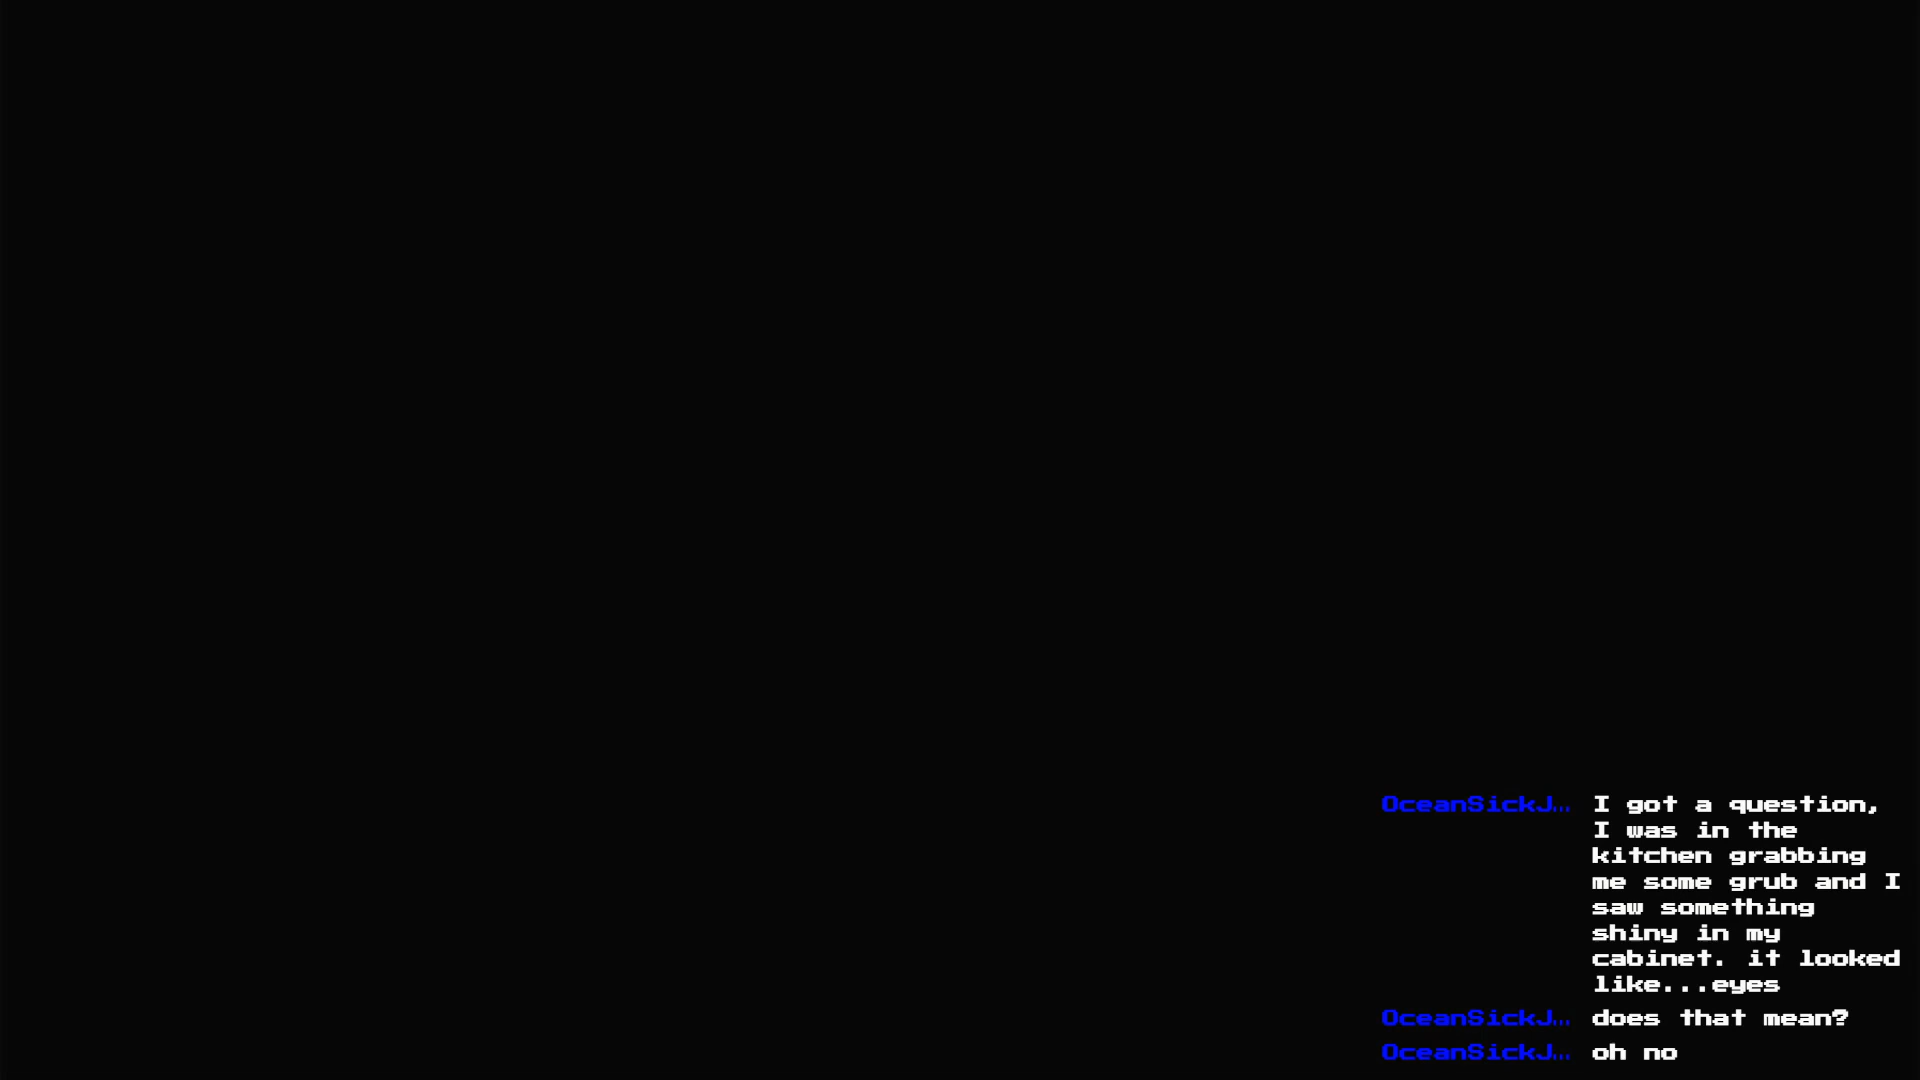 OceanSickJ... I got a question,
I was in the
kitchen grabbing
me some grub and I
saw something
shiny in my
cabinet. it looked
like...eyes
OceanSickJ... does that mean?
OceanSickJ... oh no